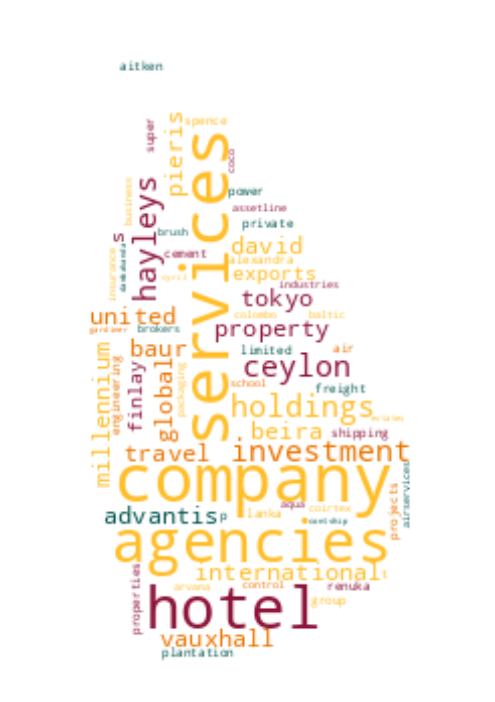 aitken
spence
pieris
super
services
coco
hayleys
business
power
assetline
private
brush
s
david
cement
alexandra
insurance
exports
april
industries
tokyo
united
colombo
baltic
gardiner
brokers
property
baur
limited
air
millennium
engineering
finlay
global
packaging
ceylon
school
freight
holdings
estates
beira
shipping
travel
investment
company
airservices
projects
aqua
advantis
p
lanka
coirtex
agencies
international
t
properties
arvana
control
renuka
hotel
group
vauxhall
plantation